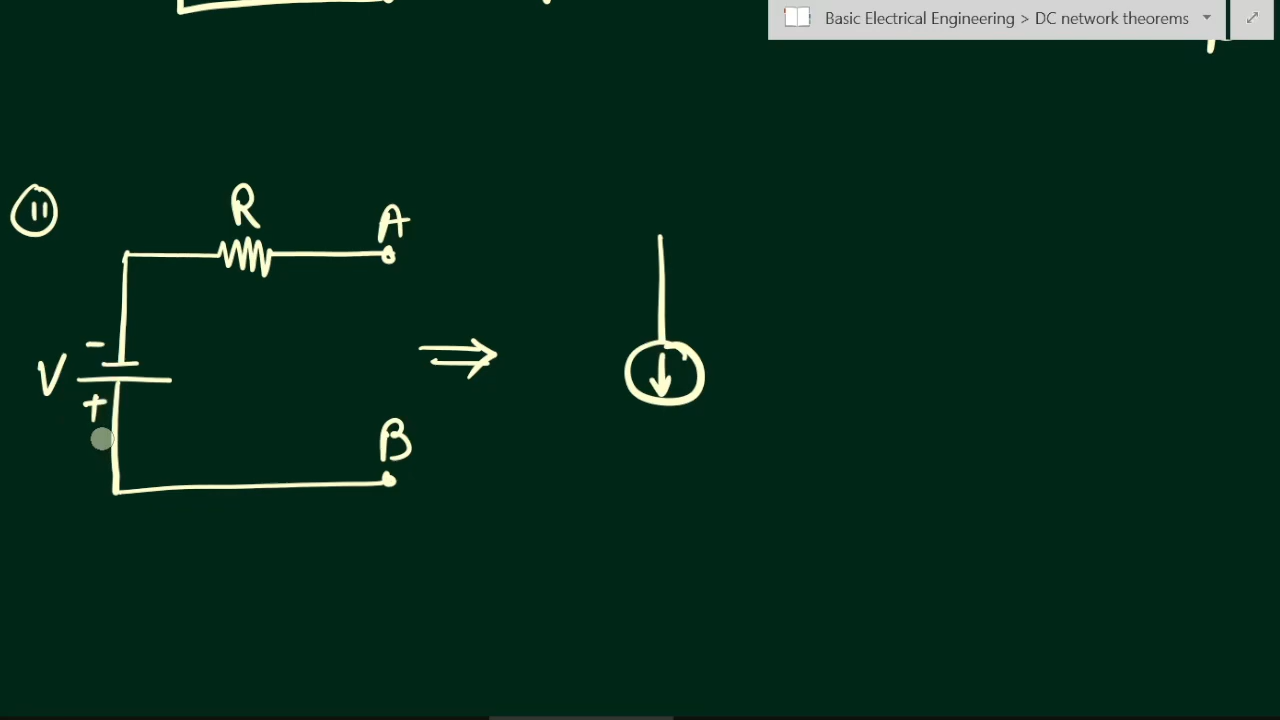 Basic Electrical Engineering > DC network theorems
11
R
A
-
V
+
B